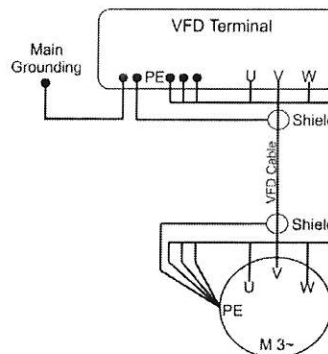 VFD Terminal
Main
Grounding
PE
U
V
W
Shield
VFD Cable
Shield
U
V
W
PE
M 3~